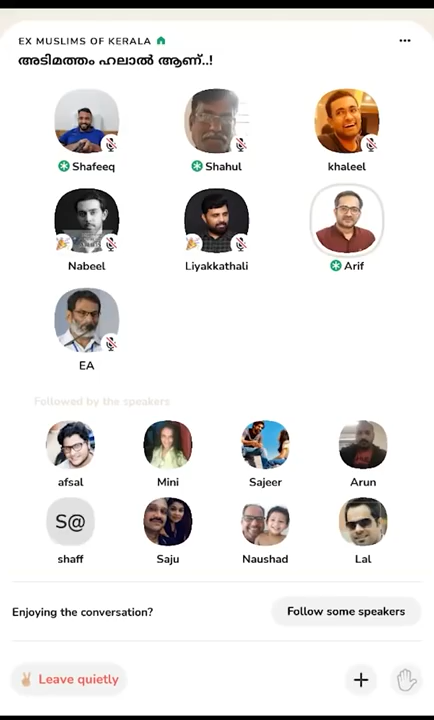 EX MUSLIMS OF KERALA
അടിമത്തം ഹലാൽ ആണ്..!
Shafeeq
Shahul
khaleel
Nabeel
Liyakkathali
Arif
EA
Followed by the speakers
afsal
Mini
Sajeer
Arun
S@
shaff
Saju
Naushad
Lal
Enjoying the conversation?
Follow some speakers
Leave quietly